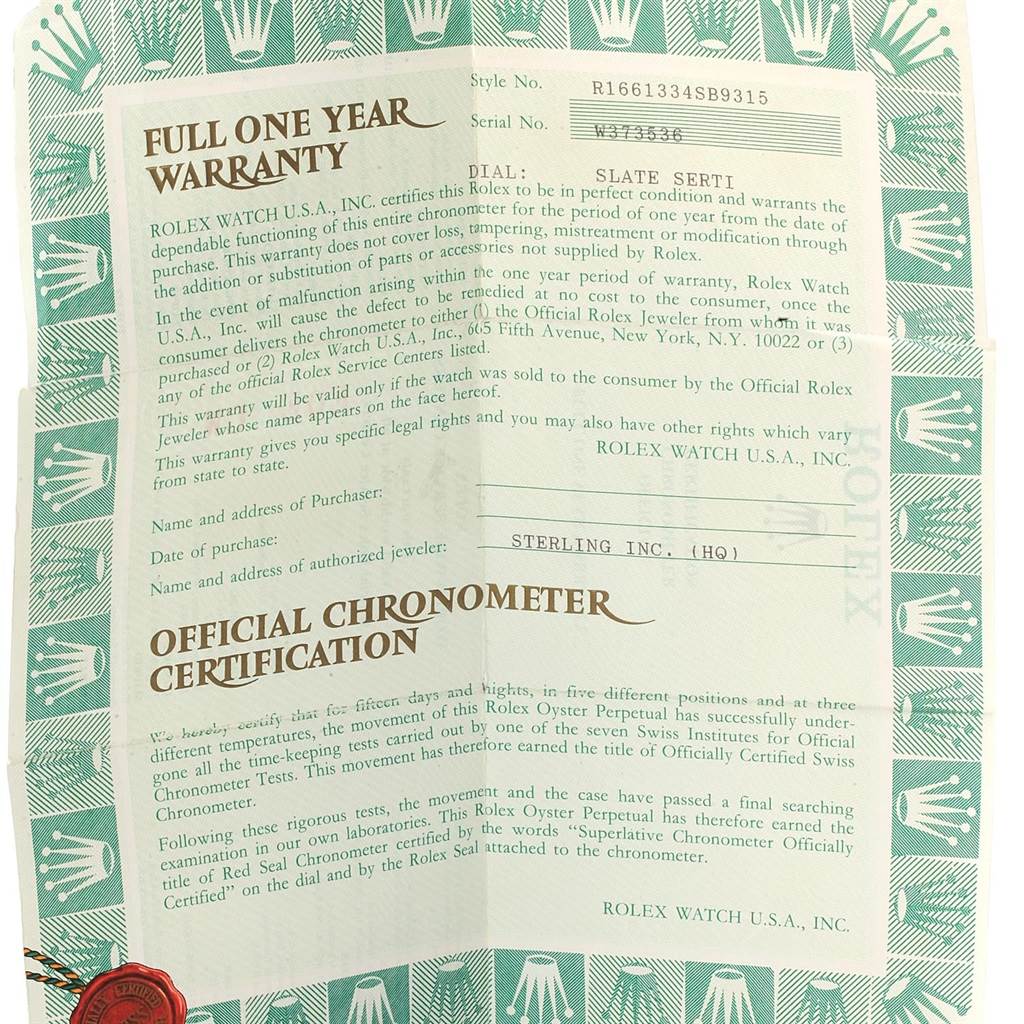 Style No. R1661334SB9315
Serial No. W373536
FULL ONE YEAR
WARRANTY
DIAL: SLATE SERTI
ROLEX WATCH U.S.A., INC. certifies this Rolex to be in perfect condition and warrants the
dependable functioning of this entire chronometer for the period of one year from the date of
purchase. This warranty does not cover loss, tampering, mistreatment or modification through
the addition or substitution of parts or accessories not supplied by Rolex.
In the event of malfunction arising within the one year period of warranty, Rolex Watch
U.S.A., Inc. will cause the defect to be remedied at no cost to the consumer, once the
consumer delivers the chronometer to either (1) the Official Rolex Jeweler from whom it was
purchased or (2) Rolex Watch U.S.A., Inc., 665 Fifth Avenue, New York, N.Y. 10022 or (3)
any of the official Rolex Service Centers listed.
This warranty will be valid only if the watch was sold to the consumer by the Official Rolex
Jeweler whose name appears on the face hereof.
This warranty gives you specific legal rights and you may also have other rights which vary
from state to state.
ROLEX WATCH U.S.A., INC.
Name and address of Purchaser:
Date of purchase:
Name and address of authorized jeweler: STERLING INC. (HQ)
OFFICIAL CHRONOMETER
CERTIFICATION
We hereby certify that for fifteen days and nights, in five different positions and at three
different temperatures, the movement of this Rolex Oyster Perpetual has successfully under-
gone all the time-keeping tests carried out by one of the seven Swiss Institutes for Official
Chronometer Tests. This movement has therefore earned the title of Officially Certified Swiss
Chronometer.
Following these rigorous tests, the movement and the case have passed a final searching
examination in our own laboratories. This Rolex Oyster Perpetual has therefore earned the
title of Red Seal Chronometer certified by the words “Superlative Chronometer Officially
Certified” on the dial and by the Rolex Seal attached to the chronometer.
ROLEX WATCH U.S.A., INC.
CERTIFIED
ROLEX